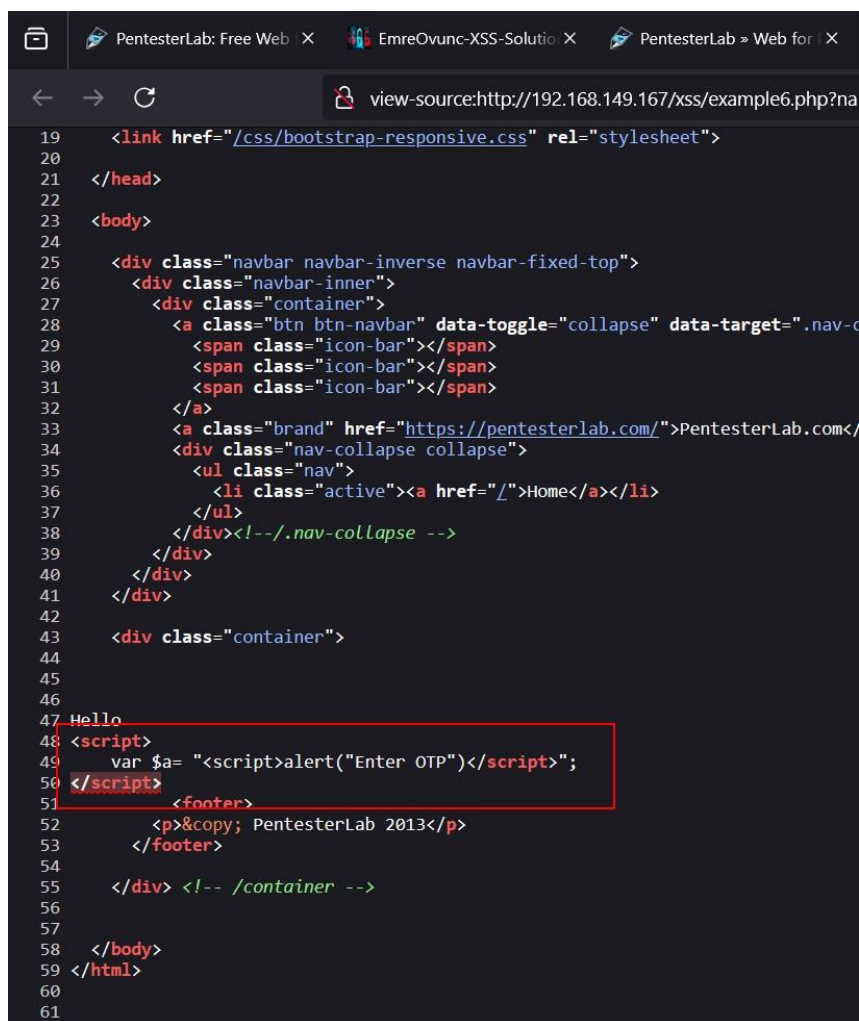 PentesterLab: Free Web
EmreOvunc-XSS-Solutio
PentesterLab » Web for
view-source:http://192.168.149.167/xss/example6.php?na
19 <link href="/css/bootstrap-responsive.css" rel="stylesheet">
20
21 </head>
22
23 <body>
24
25 <div class="navbar navbar-inverse navbar-fixed-top">
26 <div class="navbar-inner">
27 <div class="container">
28 <a class="btn btn-navbar" data-toggle="collapse" data-target=".nav-c
29 <span class="icon-bar"></span>
30 <span class="icon-bar"></span>
31 <span class="icon-bar"></span>
32 </a>
33 <a class="brand" href="https://pentesterlab.com/">PentesterLab.com</
34 <div class="nav-collapse collapse">
35 <ul class="nav">
36 <li class="active"><a href="/">Home</a></li>
37 </ul>
38 </div><!--/.nav-collapse -->
39 </div>
40 </div>
41 </div>
42
43 <div class="container">
44
45
46
47 Hello
48 <script>
49 var $a= "<script>alert("Enter OTP")</script>";
50 </script>
51 <footer>
52 <p>&copy; PentesterLab 2013</p>
53 </footer>
54
55 </div> <!-- /container -->
56
57
58 </body>
59 </html>
60
61